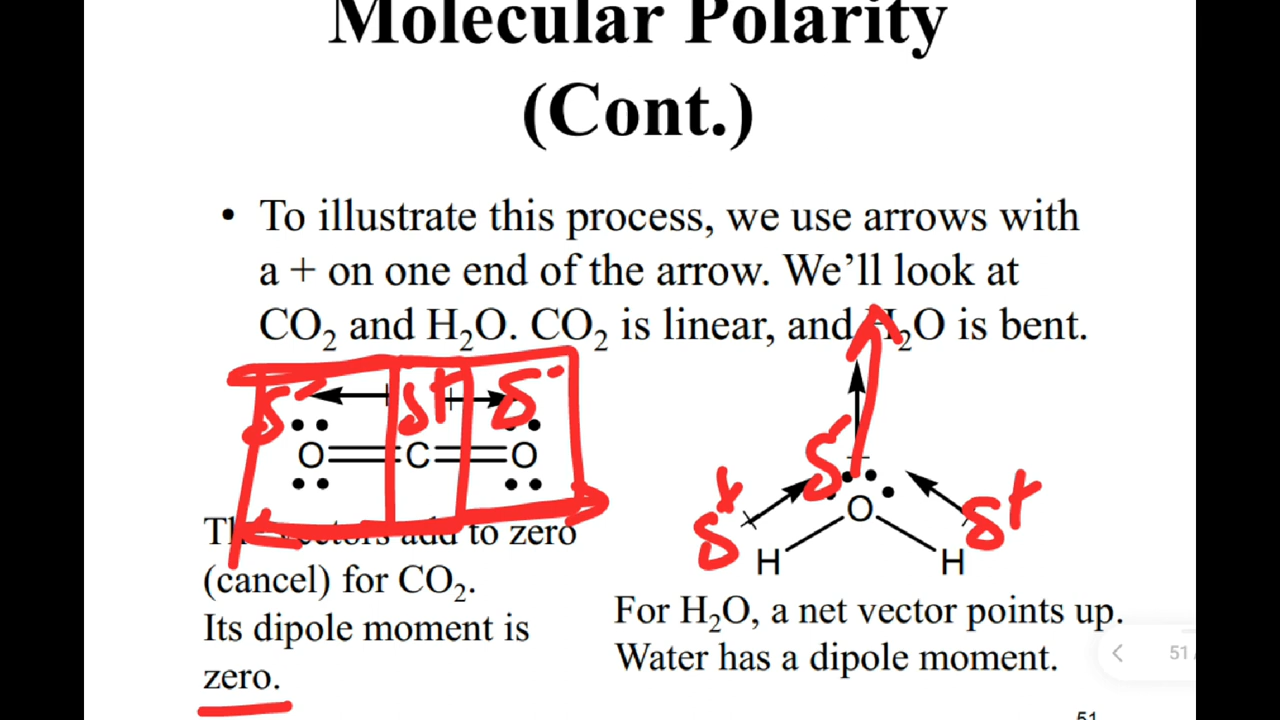 Molecular Polarity
(Cont.)
• To illustrate this process, we use arrows with
a + on one end of the arrow. We’ll look at
CO₂ and H₂O. CO₂ is linear, and H₂O is bent.
δ- δ+ δ-
O=C=O
The vectors add to zero
(cancel) for CO₂.
Its dipole moment is
zero.
δ-
δ+ δ+
O
H H
For H₂O, a net vector points up.
Water has a dipole moment.
51
51